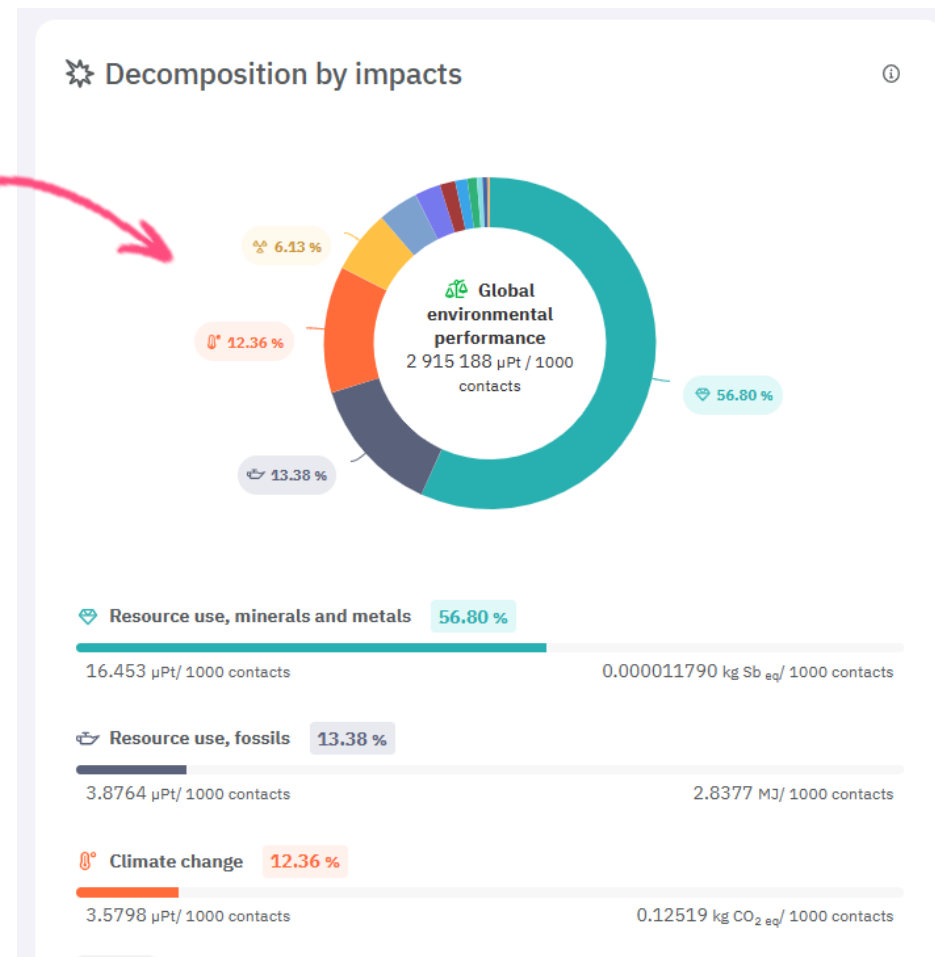 Decomposition by impacts
6.13 %
Global
environmental
performance
2 915 188 µPt / 1000
contacts
12.36 %
56.80 %
13.38 %
Resource use, minerals and metals 56.80 %
16.453 µPt/ 1000 contacts 0.000011790 kg Sb eq/ 1000 contacts
Resource use, fossils 13.38 %
3.8764 µPt/ 1000 contacts 2.8377 MJ/ 1000 contacts
Climate change 12.36 %
3.5798 µPt/ 1000 contacts 0.12519 kg CO2 eq/ 1000 contacts